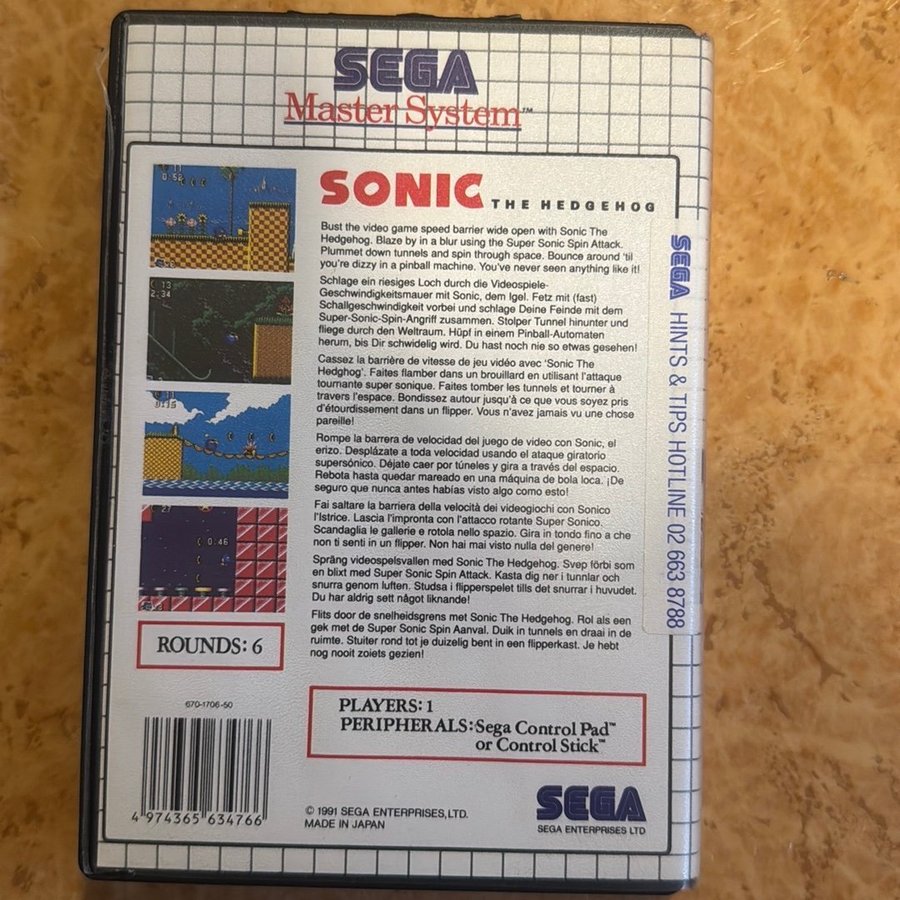 SEGA
Master System™
SONIC THE HEDGEHOG
Bust the video game speed barrier wide open with Sonic The
Hedgehog. Blaze by in a blur using the Super Sonic Spin Attack.
Plummet down tunnels and spin through space. Bounce around 'til
you're dizzy in a pinball machine. You've never seen anything like it!
Schlage ein riesiges Loch durch die Videospiele-
Geschwindigkeitsmauer mit Sonic, dem Igel. Fetz mit (fast)
Schallgeschwindigkeit vorbei und schlage Deine Feinde mit dem
Super-Sonic-Spin-Angriff zusammen. Stolper Tunnel hinunter und
fliege durch den Weltraum. Hüpf in einem Pinball-Automaten
herum, bis Dir schwidelig wird. Du hast noch nie so etwas gesehen!
Cassez la barrière de vitesse de jeu vidéo avec 'Sonic The
Hedghog'. Faites flamber dans un brouillard en utilisant l'attaque
tournante super sonique. Faites tomber les tunnels et tourner à
travers l'espace. Bondissez autour jusqu'à ce que vous soyez pris
d'étourdissement dans un flipper. Vous n'avez jamais vu une chose
pareille!
Rompe la barrera de velocidad del juego de video con Sonic, el
erizo. Desplázate a toda velocidad usando el ataque giratorio
supersónico. Déjate caer por túneles y gira a través del espacio.
Rebota hasta quedar mareado en una máquina de bola loca. ¡De
seguro que nunca antes habías visto algo como esto!
Fai saltare la barriera della velocità dei videogiochi con Sonico
l'Istrice. Lascia l'impronta con l'attacco rotante Super Sonico.
Scandaglia le gallerie e rotola nello spazio. Gira in tondo fino a che
non ti senti in un flipper. Non hai mai visto nulla del genere!
Spräng videospelsvallen med Sonic The Hedgehog. Svep förbi som
en blixt med Super Sonic Spin Attack. Kasta dig ner i tunnlar och
snurra genom luften. Studsa i flipperspelet tills det snurrar i huvudet.
Du har aldrig sett något liknande!
Flits door de snelheidsgrens met Sonic The Hedgehog. Rol als een
gek met de Super Sonic Spin Aanval. Duik in tunnels en draai in de
ruimte. Stuiter rond tot je duizelig bent in een flipperkast. Je hebt
nog nooit zoiets gezien!
11
0:52
13
2:34
0:15
27
0:46
ROUNDS: 6
670-1706-50
4 974365 634766
PLAYERS: 1
PERIPHERALS: Sega Control Pad™
or Control Stick™
© 1991 SEGA ENTERPRISES, LTD.
MADE IN JAPAN
SEGA
SEGA ENTERPRISES LTD
SEGA HINTS & TIPS HOTLINE 02 663 8788